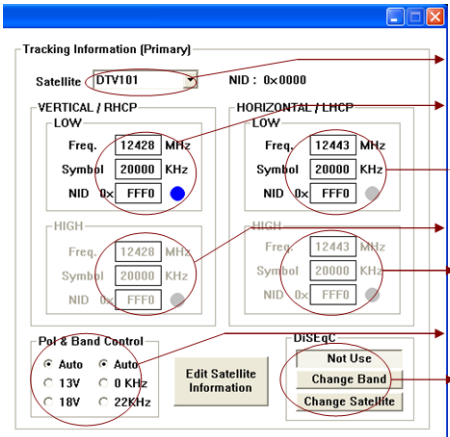 Tracking Information (Primary)
Satellite DTV101 NID : 0x0000
VERTICAL / RHCP
LOW
Freq. 12428 MHz
Symbol 20000 KHz
NID 0x FFF0
HORIZONTAL / LHCP
LOW
Freq. 12443 MHz
Symbol 20000 KHz
NID 0x FFF0
HIGH
Freq. 12428 MHz
Symbol 20000 KHz
NID 0x FFF0
HIGH
Freq. 12443 MHz
Symbol 20000 KHz
NID 0x FFF0
Pol & Band Control
Auto Auto
13V 0 KHz
18V 22KHz
Edit Satellite
Information
DiSEqC
Not Use
Change Band
Change Satellite